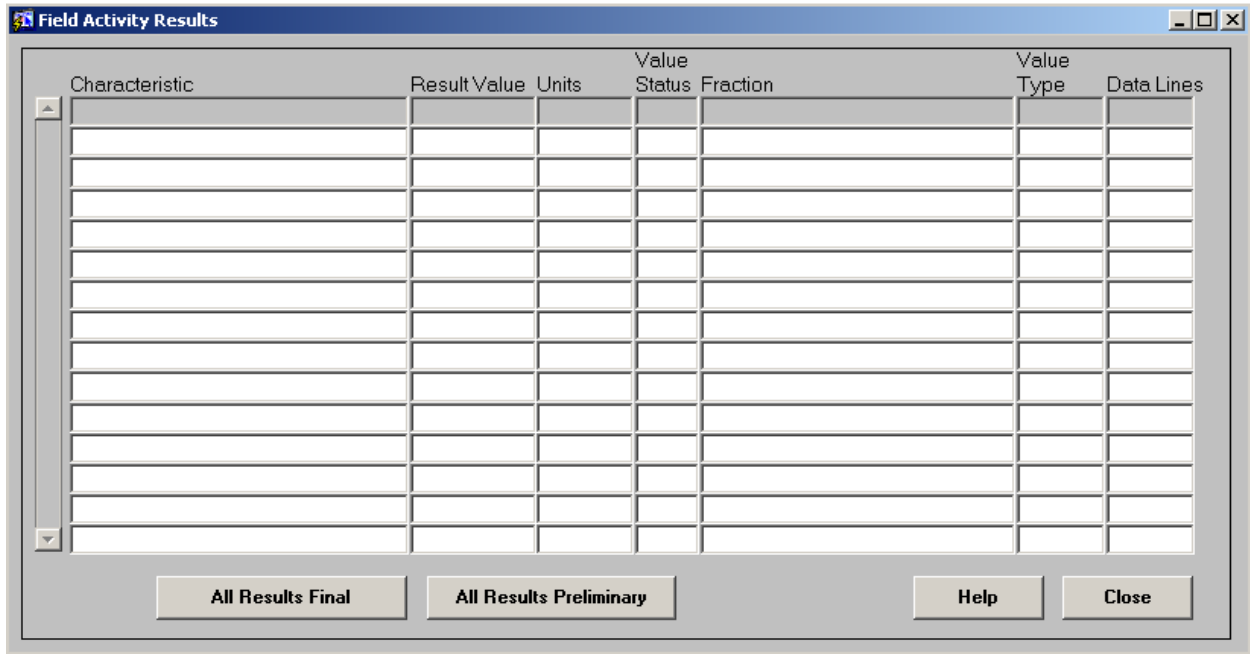 Field Activity Results
Value Value
Characteristic Result Value Units Status Fraction Type Data Lines
All Results Final All Results Preliminary Help Close